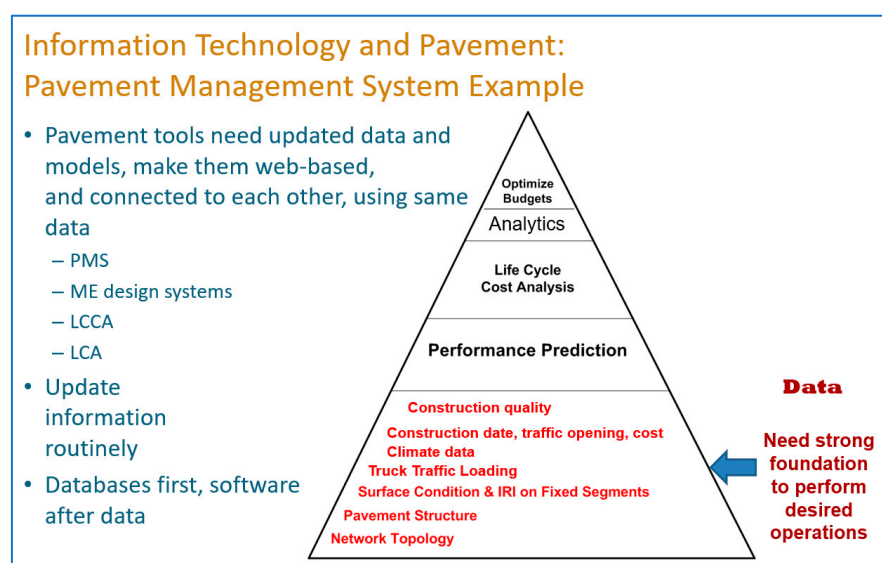 Information Technology and Pavement:
Pavement Management System Example
• Pavement tools need updated data and
models, make them web-based,
and connected to each other, using same
data
– PMS
– ME design systems
– LCCA
– LCA
• Update
information
routinely
• Databases first, software
after data
Optimize
Budgets
Analytics
Life Cycle
Cost Analysis
Performance Prediction
Construction quality
Construction date, traffic opening, cost
Climate data
Truck Traffic Loading
Surface Condition & IRI on Fixed Segments
Pavement Structure
Network Topology
Data
Need strong
foundation
to perform
desired
operations